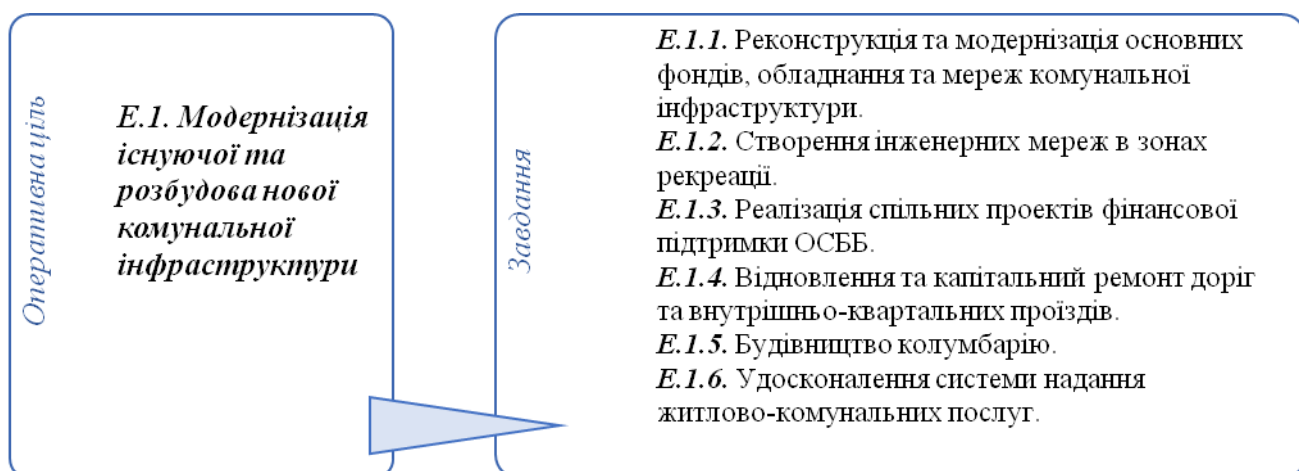 Оперативна ціль
Е.1. Модернізація
існуючої та
розбудова нової
комунальної
інфраструктури
Завдання
Е.1.1. Реконструкція та модернізація основних
фондів, обладнання та мереж комунальної
інфраструктури.
Е.1.2. Створення інженерних мереж в зонах
рекреації.
Е.1.3. Реалізація спільних проектів фінансової
підтримки ОСББ.
Е.1.4. Відновлення та капітальний ремонт доріг
та внутрішньо-квартальних проїздів.
Е.1.5. Будівництво колумбарію.
Е.1.6. Удосконалення системи надання
житлово-комунальних послуг.